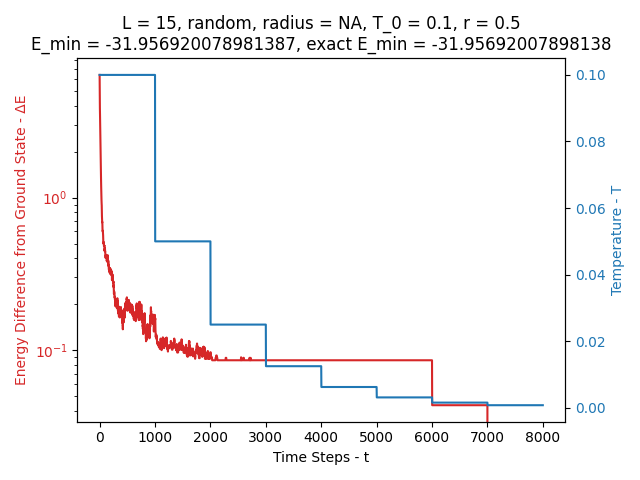 L = 15, random, radius = NA, T_0 = 0.1, r = 0.5
E_min = -31.956920078981387, exact E_min = -31.95692007898138
Energy Difference from Ground State - ΔE
10⁰
10⁻¹
0.10
0.08
0.06
0.04
0.02
0.00
Temperature - T
0 1000 2000 3000 4000 5000 6000 7000 8000
Time Steps - t